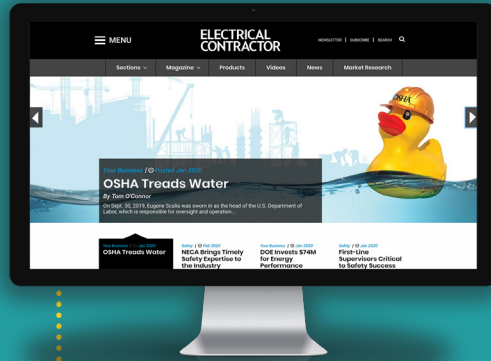 MENU
ELECTRICAL
CONTRACTOR
NEWSLETTER | SUBSCRIBE | SEARCH
Sections
Magazine
Products
Videos
News
Market Research
OSHA
Your Business / Posted Jan 2020
OSHA Treads Water
By Tom O'Connor
On Sept. 30, 2019, Eugene Scalia was sworn in as the head of the U.S. Department of
Labor, which is responsible for oversight and operation...
Your Business / Jan 2020
OSHA Treads Water
Safety / Feb 2020
NECA Brings Timely
Safety Expertise to
the Industry
Your Business / Jan 2020
DOE Invests $74M
for Energy
Performance
Safety / Jan 2020
First-Line
Supervisors Critical
to Safety Success